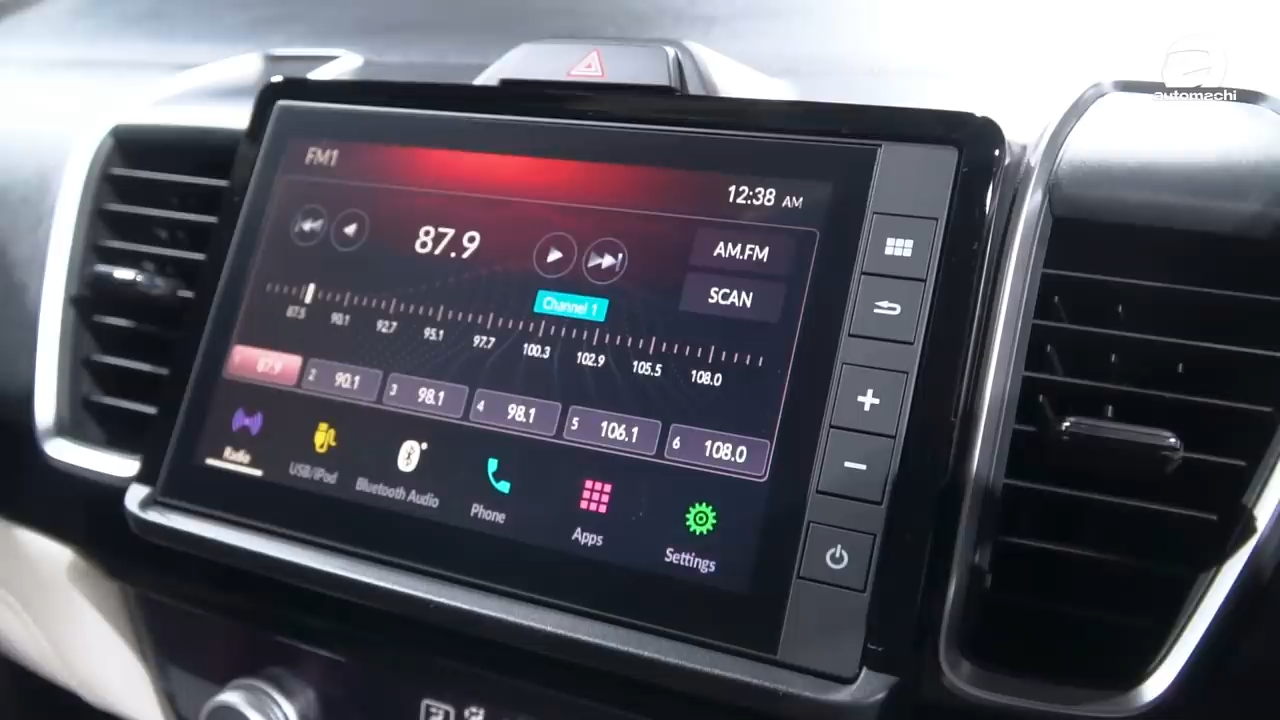 automachi
FM1
12:38 AM
87.9
AM.FM
SCAN
Channel 1
87.5 90.1 92.7 95.1 97.7 100.3 102.9 105.5 108.0
87.9
2 90.1
3 98.1
4 98.1
5 106.1
6 108.0
Radio
USB/iPod
Bluetooth Audio
Phone
Apps
Settings